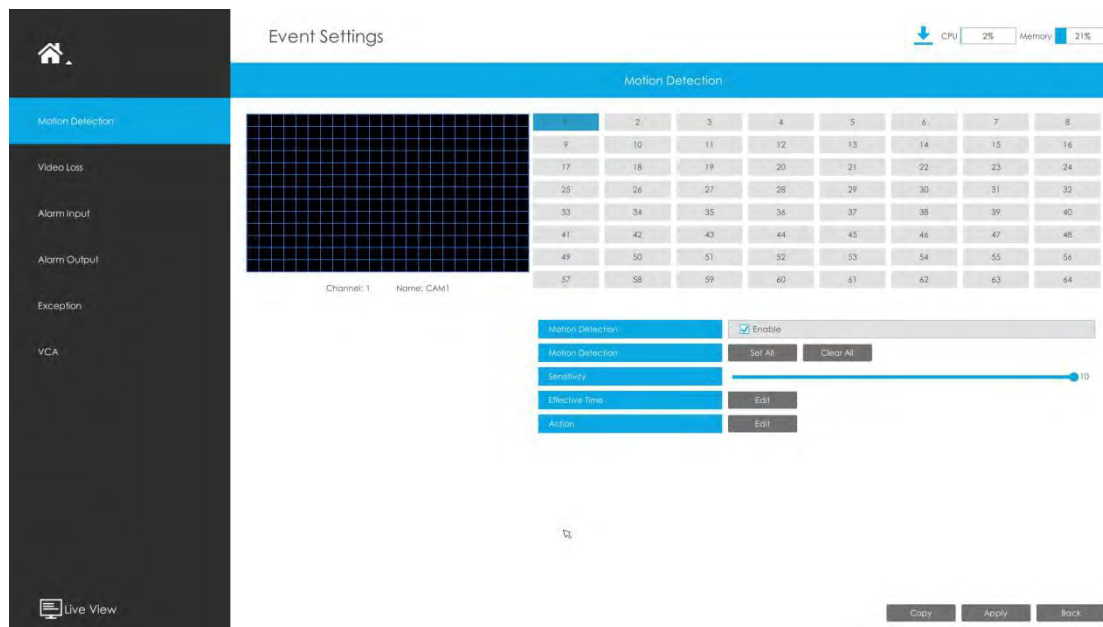 Event Settings
CPU 2% Memory 21%
Motion Detection
Motion Detection
Video Loss
Alarm Input
Alarm Output
Exception
VCA
Live View
1 2 3 4 5 6 7 8
9 10 11 12 13 14 15 16
17 18 19 20 21 22 23 24
25 26 27 28 29 30 31 32
33 34 35 36 37 38 39 40
41 42 43 44 45 46 47 48
49 50 51 52 53 54 55 56
57 58 59 60 61 62 63 64
Channel: 1 Name: CAM1
Motion Detection Enable
Motion Detection Set All Clear All
Sensitivity 10
Effective Time Edit
Action Edit
Copy Apply Back